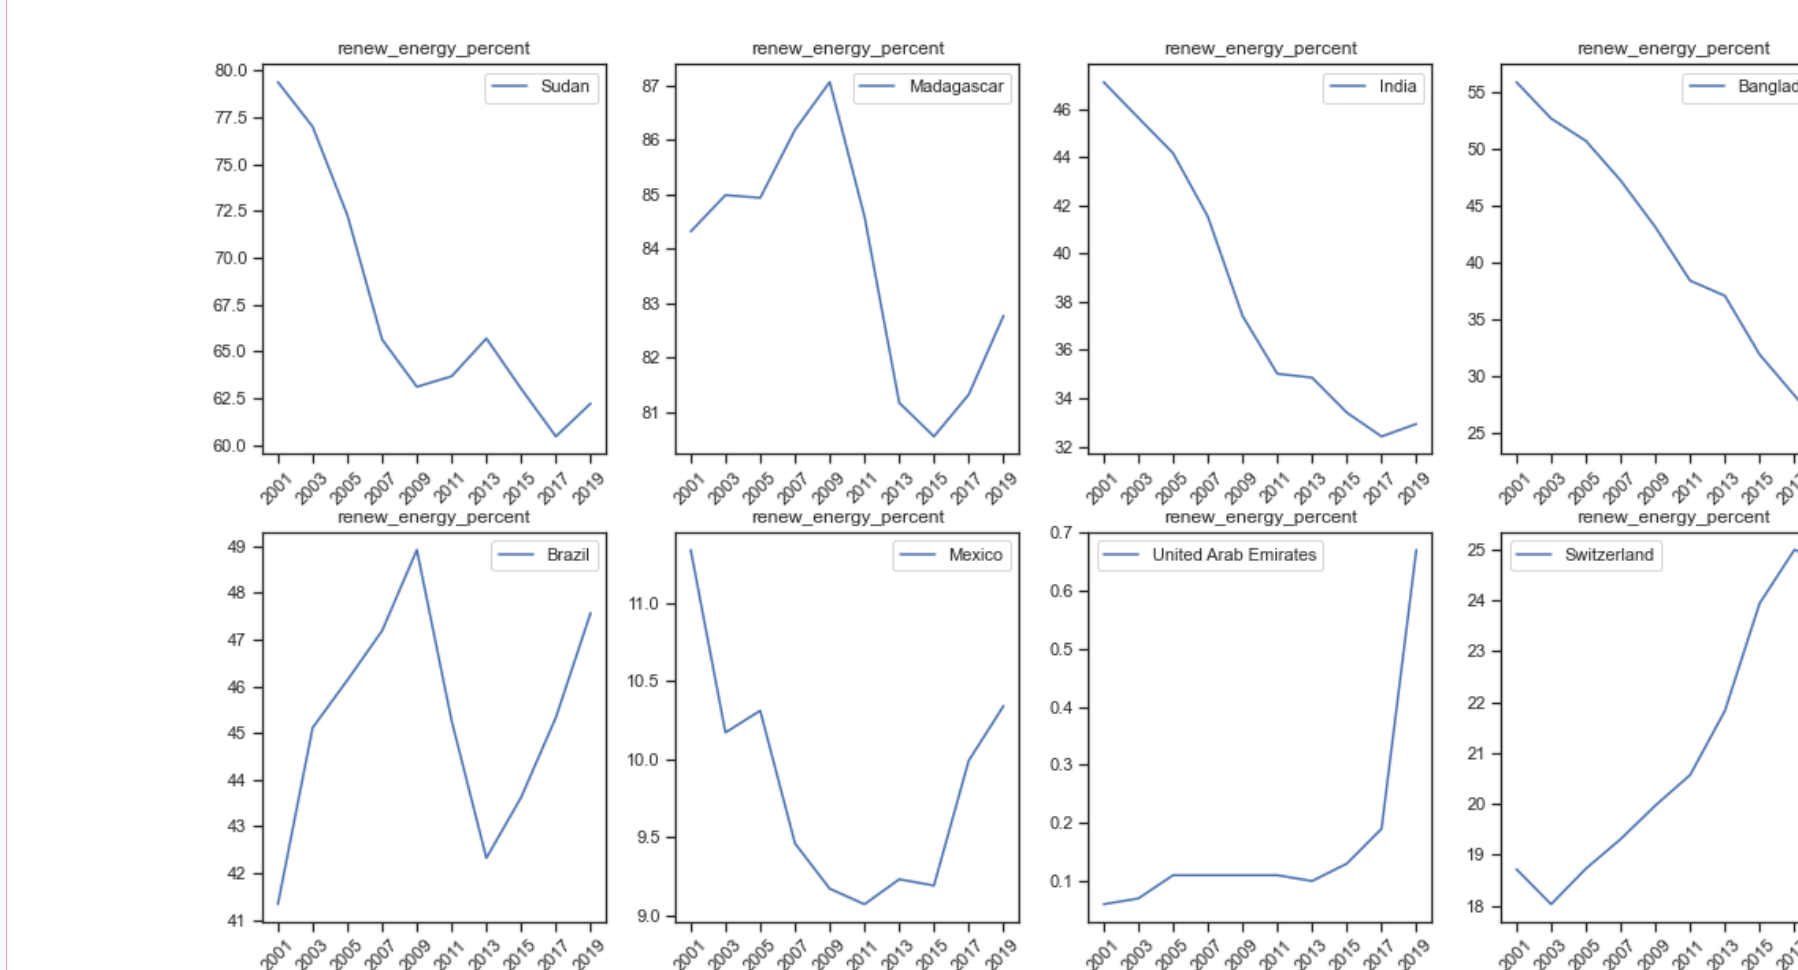 renew_energy_percent renew_energy_percent renew_energy_percent renew_energy_percent
Sudan Madagascar India
80.0 77.5 75.0 72.5 70.0 67.5 65.0 62.5 60.0
87 86 85 84 83 82 81
46 44 42 40 38 36 34 32
55 50 45 40 35 30 25
2001 2003 2005 2007 2009 2011 2013 2015 2017 2019
2001 2003 2005 2007 2009 2011 2013 2015 2017 2019
2001 2003 2005 2007 2009 2011 2013 2015 2017 2019
2001 2003 2005 2007 2009 2011 2013 2015
renew_energy_percent renew_energy_percent renew_energy_percent renew_energy_percent
Brazil Mexico United Arab Emirates Switzerland
49 48 47 46 45 44 43 42 41
11.0 10.5 10.0 9.5 9.0
0.7 0.6 0.5 0.4 0.3 0.2 0.1
25 24 23 22 21 20 19 18
2001 2003 2005 2007 2009 2011 2013 2015 2017 2019
2001 2003 2005 2007 2009 2011 2013 2015 2017 2019
2001 2003 2005 2007 2009 2011 2013 2015 2017 2019
2001 2003 2005 2007 2009 2011 2013 2015